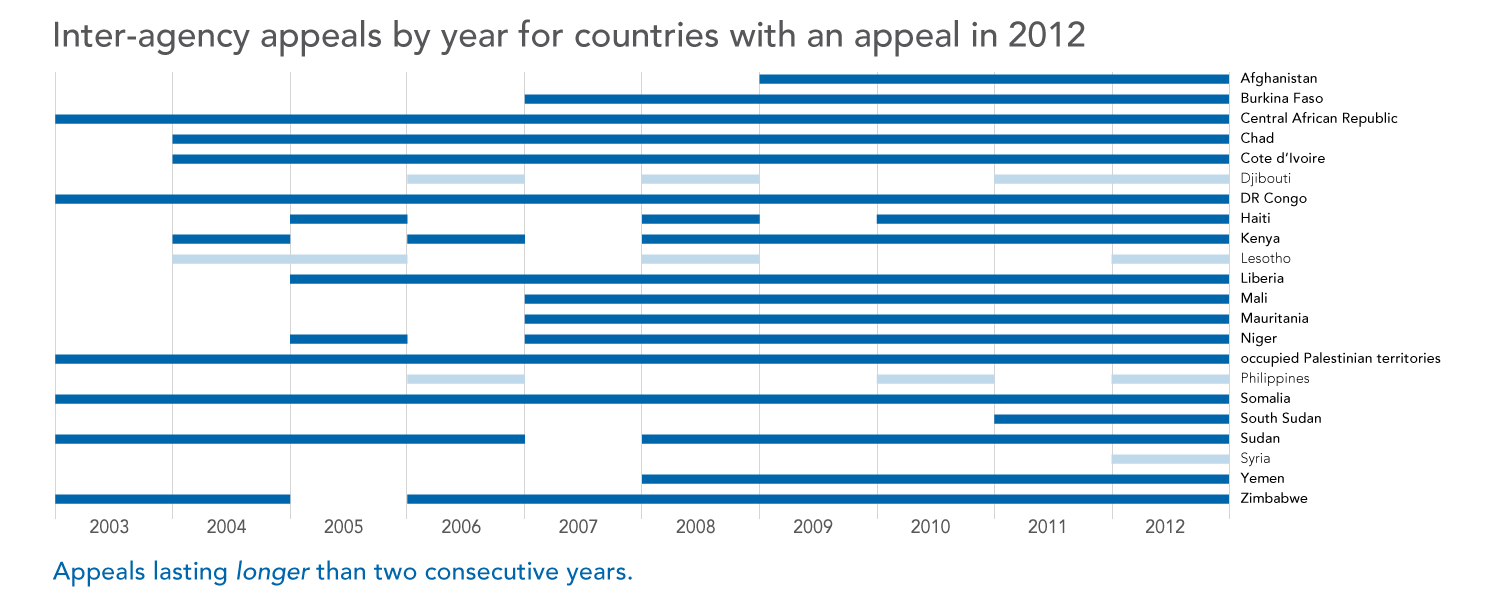 Inter-agency appeals by year for countries with an appeal in 2012
Afghanistan
Burkina Faso
Central African Republic
Chad
Cote d’Ivoire
Djibouti
DR Congo
Haiti
Kenya
Lesotho
Liberia
Mali
Mauritania
Niger
occupied Palestinian territories
Philippines
Somalia
South Sudan
Sudan
Syria
Yemen
Zimbabwe
2003 2004 2005 2006 2007 2008 2009 2010 2011 2012
Appeals lasting longer than two consecutive years.